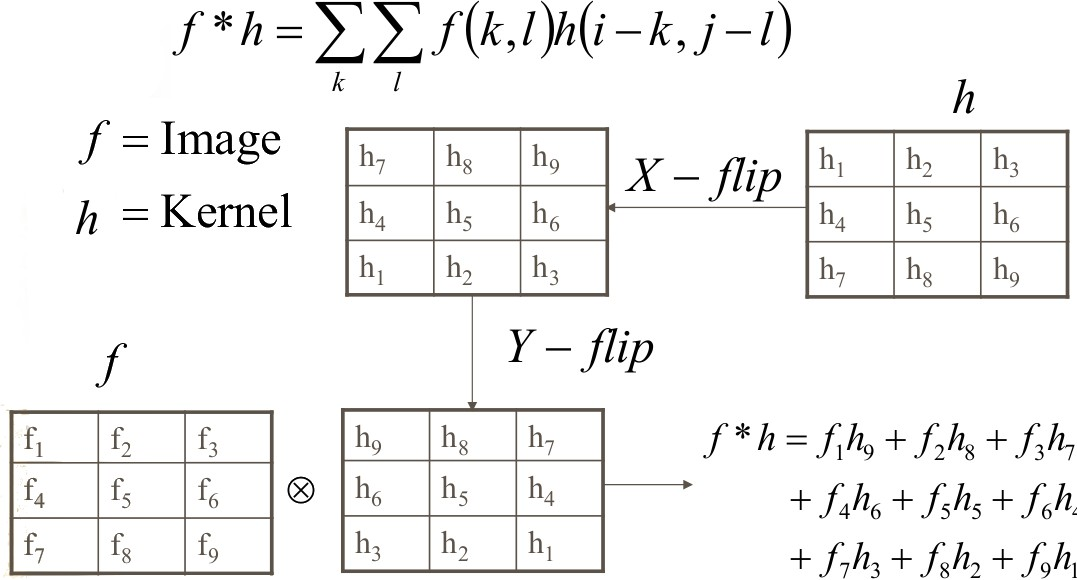 f * h = ∑ₖ ∑ₗ f(k, l)h(i − k, j − l)
f = Image
h = Kernel
h
h₁ h₂ h₃
h₄ h₅ h₆
h₇ h₈ h₉
X − flip
h₇ h₈ h₉
h₄ h₅ h₆
h₁ h₂ h₃
Y − flip
f
f₁ f₂ f₃
f₄ f₅ f₆
f₇ f₈ f₉
⊗
h₉ h₈ h₇
h₆ h₅ h₄
h₃ h₂ h₁
f * h = f₁h₉ + f₂h₈ + f₃h₇
+ f₄h₆ + f₅h₅ + f₆h₄
+ f₇h₃ + f₈h₂ + f₉h₁